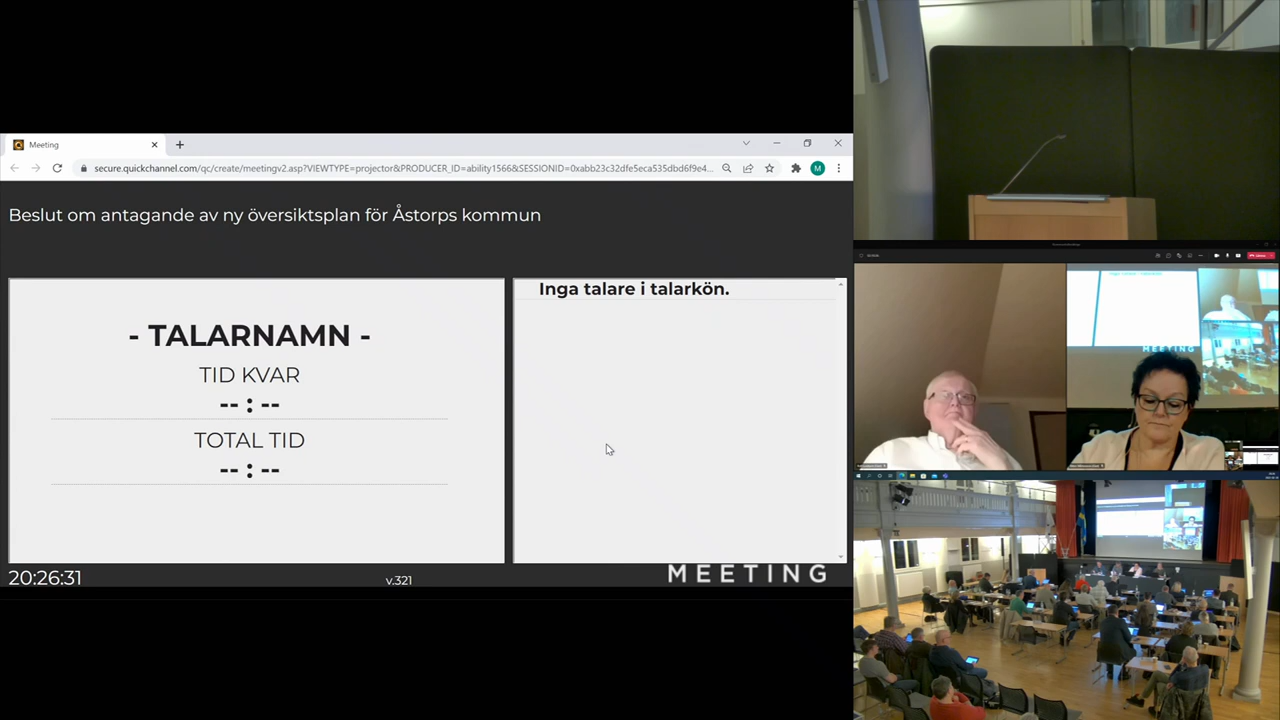 Meeting
secure.quickchannel.com/qc/create/meetingv2.asp?VIEWTYPE=projector&PRODUCER_ID=ability1566&SESSIONID=0xabb23c32dfe5eca535dbd6f9e4...
M
Beslut om antagande av ny översiktsplan för Åstorps kommun
- TALARNAMN -
TID KVAR
-- : --
TOTAL TID
-- : --
Inga talare i talarkön.
20:26:31
v.321
MEETING
MEETING